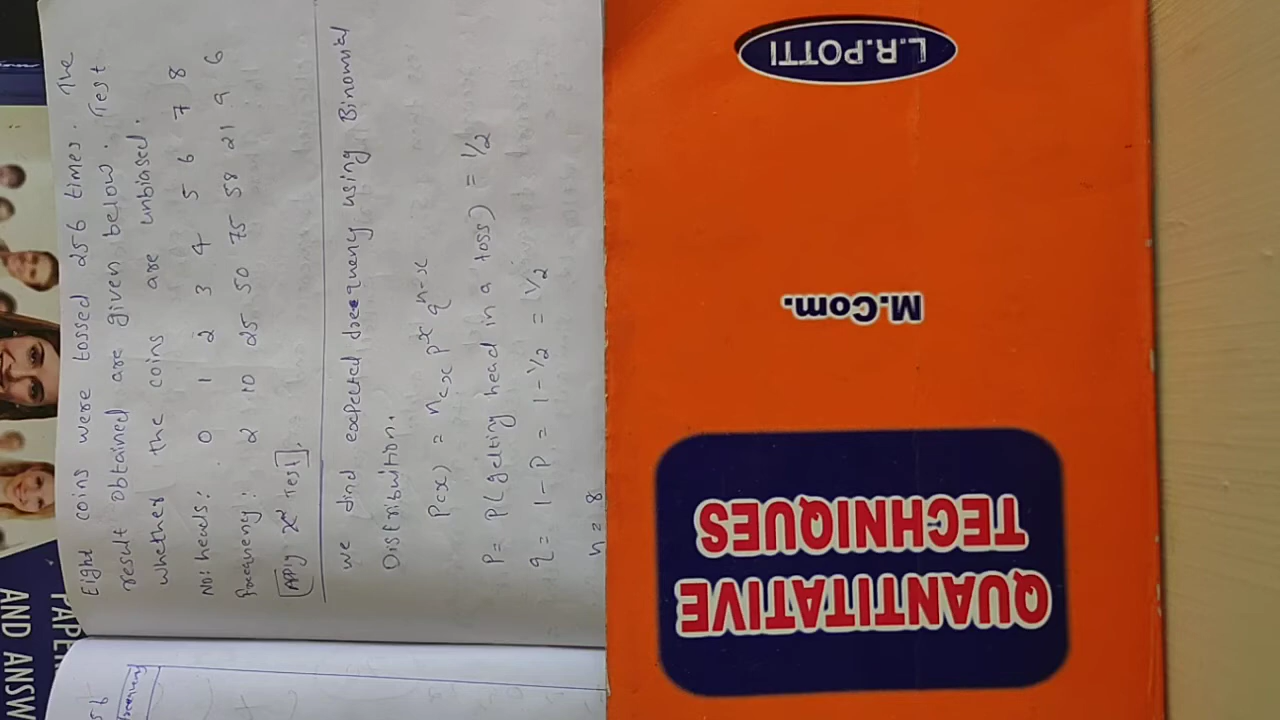 Eight coins were tossed 256 times. The
result obtained are given below. Test
whether the coins are unbiased.
No: heads: 0 1 2 3 4 5 6 7 8
frequency: 2 10 25 50 75 58 21 9 6
[APly x² Test].
we find expected frequency using Binomial
Distribution.
P(x) = ncx p^x q^n-x
P= P(getting head in a toss) = 1/2
q = 1-P = 1-1/2 = 1/2
n = 8
L.R.POTTI
M.Com.
QUANTITATIVE
TECHNIQUES
AND ANSW
56